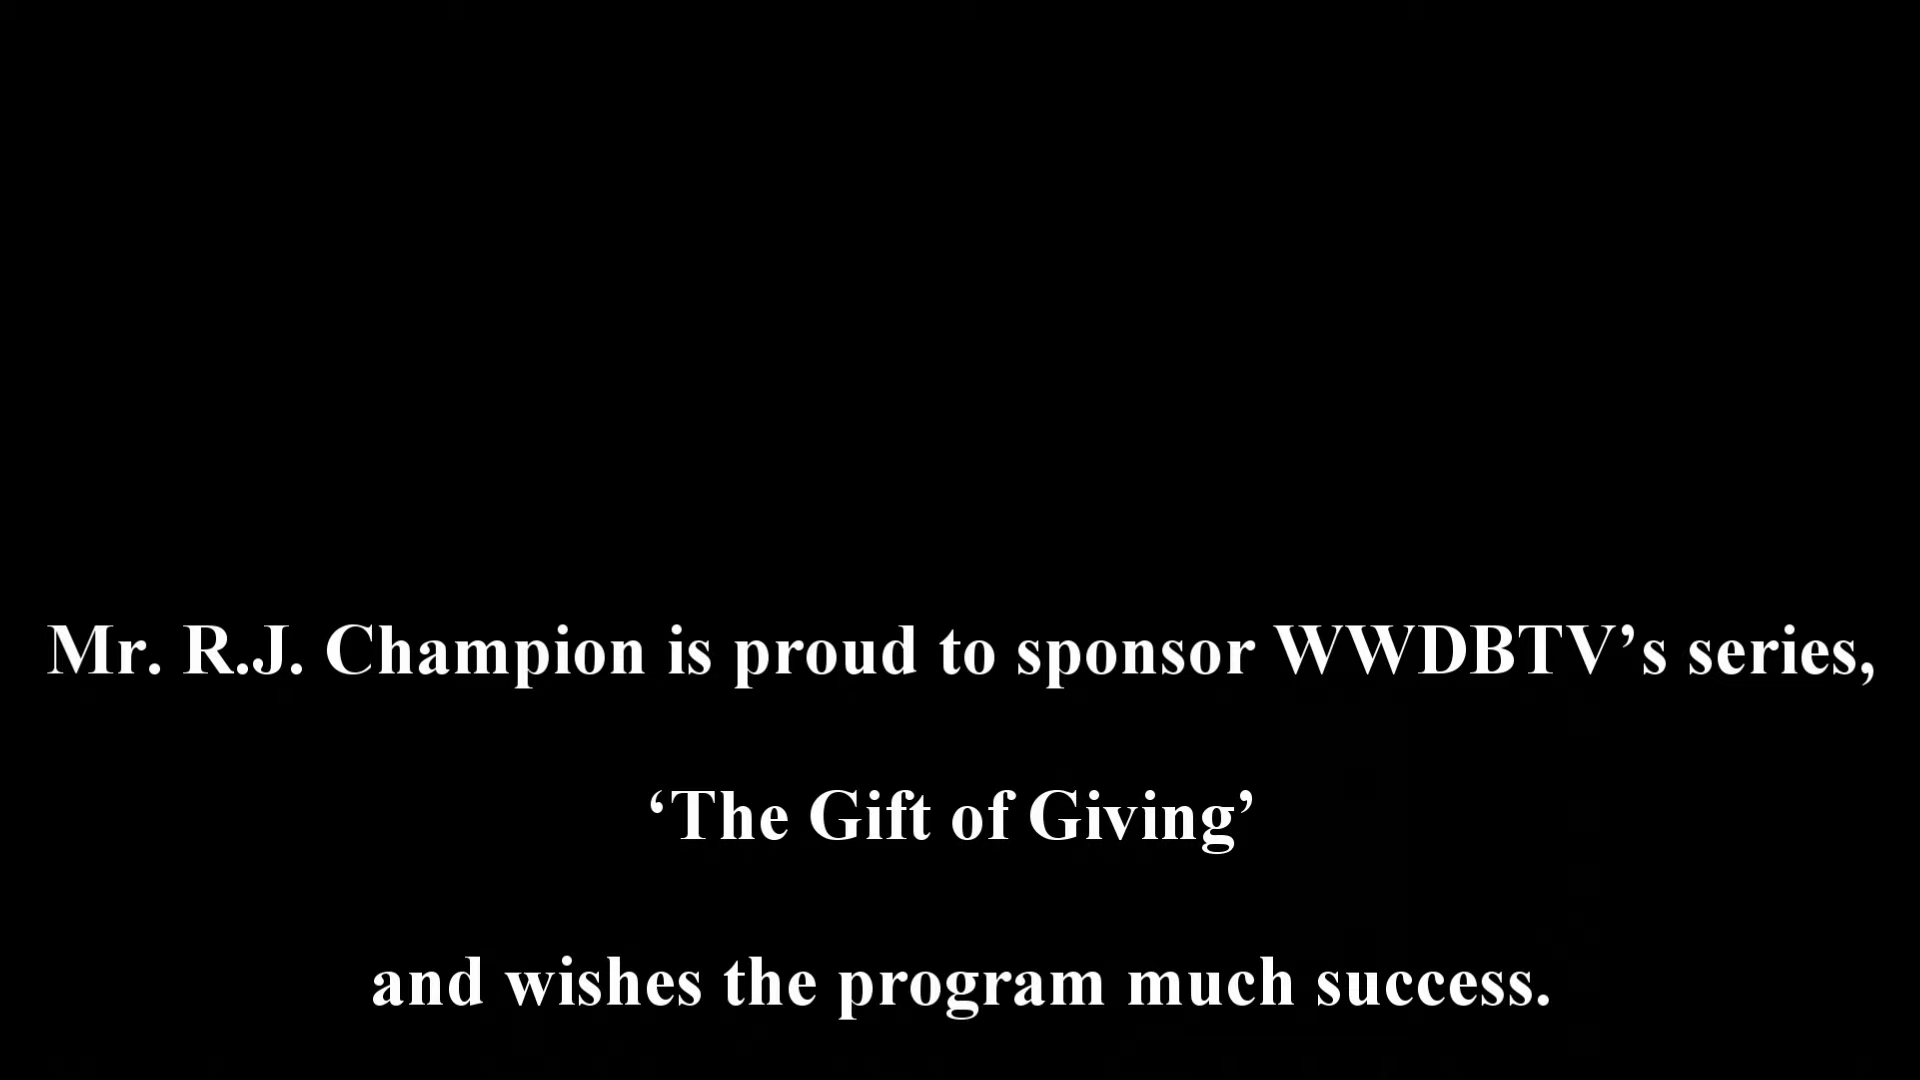 Mr. R.J. Champion is proud to sponsor WWDBTV’s series,
‘The Gift of Giving’
and wishes the program much success.